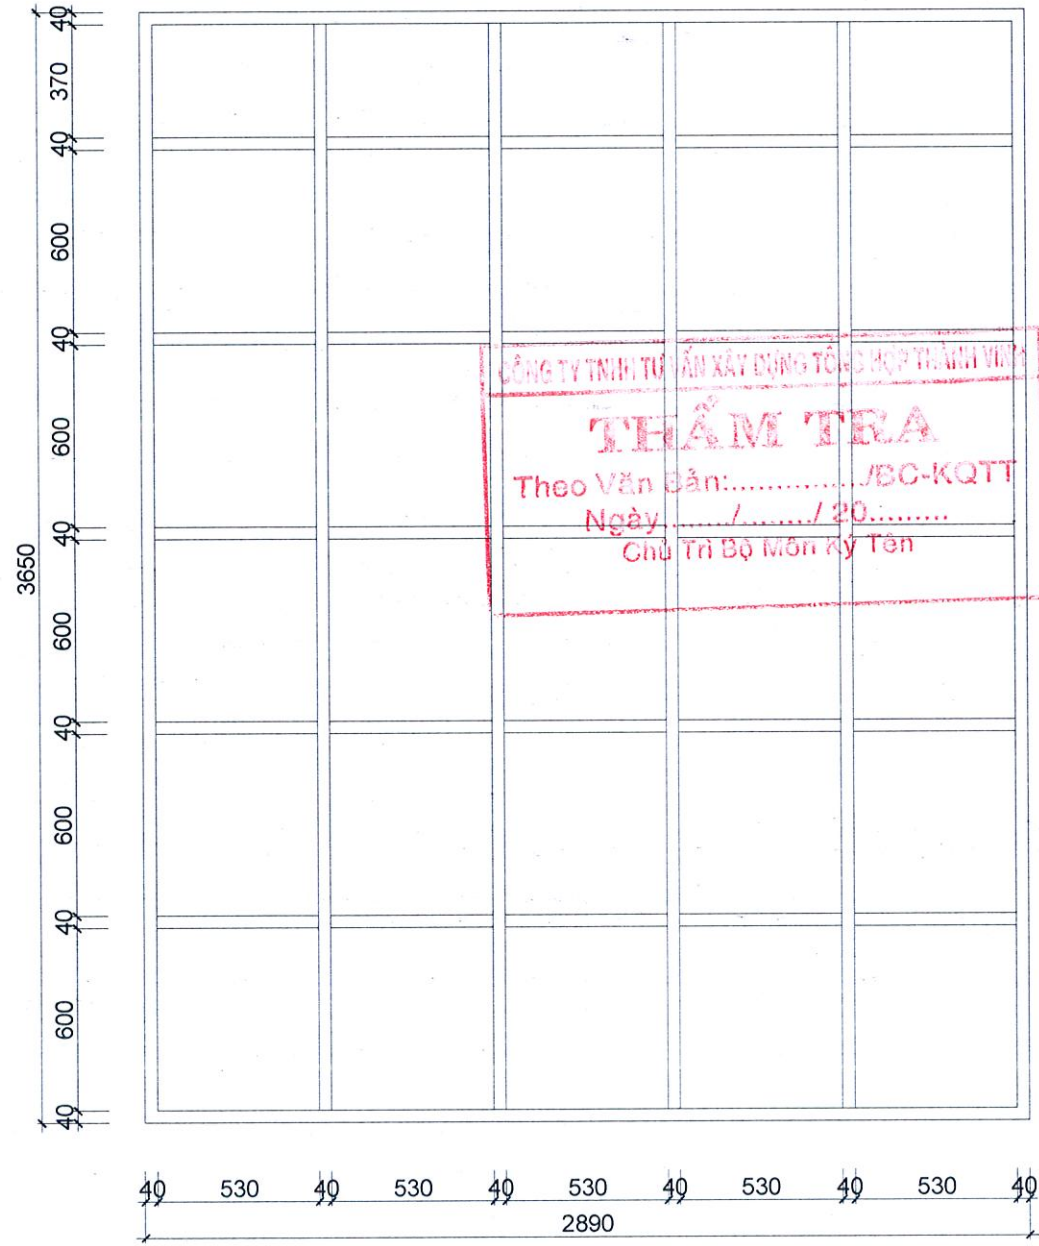 40
370
40
600
40
600
40
600
40
600
40
600
40
3650
CÔNG TY TNHH TƯ VẤN XÂY DỰNG TỔNG HỢP THÀNH VINH
THẨM TRA
Theo Văn Bản:.............../BC-KQTT
Ngày......../......../ 20.........
Chủ Trì Bộ Môn Ký Tên
40 530 40 530 40 530 40 530 40 530 40
2890